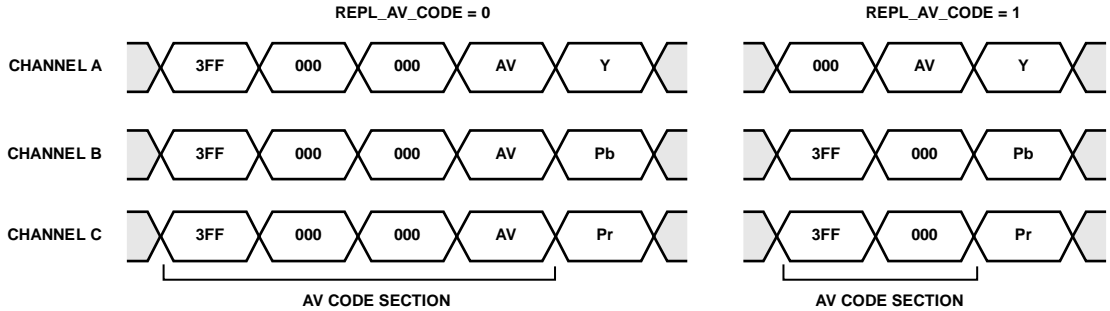 REPL_AV_CODE = 0 REPL_AV_CODE = 1
CHANNEL A 3FF 000 000 AV Y 000 AV Y
CHANNEL B 3FF 000 000 AV Pb 3FF 000 Pb
CHANNEL C 3FF 000 000 AV Pr 3FF 000 Pr
AV CODE SECTION AV CODE SECTION